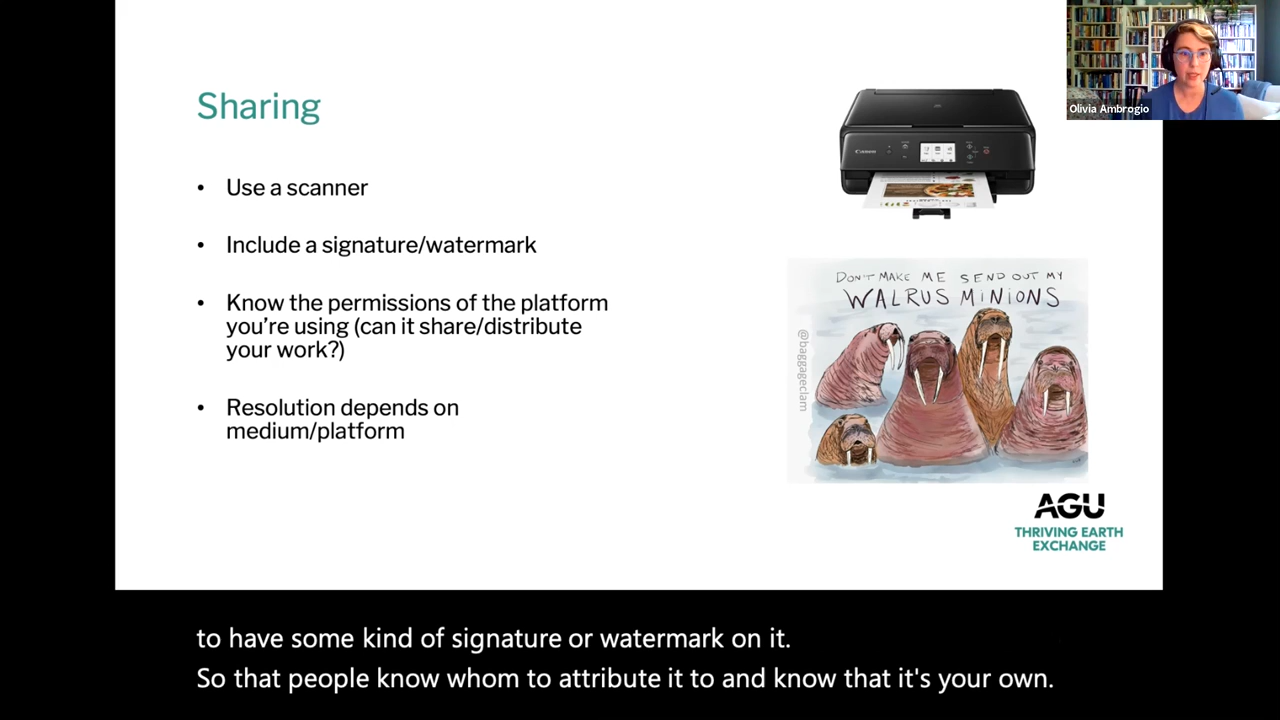 Sharing
• Use a scanner
• Include a signature/watermark
• Know the permissions of the platform
you’re using (can it share/distribute
your work?)
• Resolution depends on
medium/platform
Canon
DON'T MAKE ME SEND OUT MY
WALRUS MINIONS
@baggageclam
Olivia Ambrogio
AGU
THRIVING EARTH
EXCHANGE
to have some kind of signature or watermark on it.
So that people know whom to attribute it to and know that it's your own.